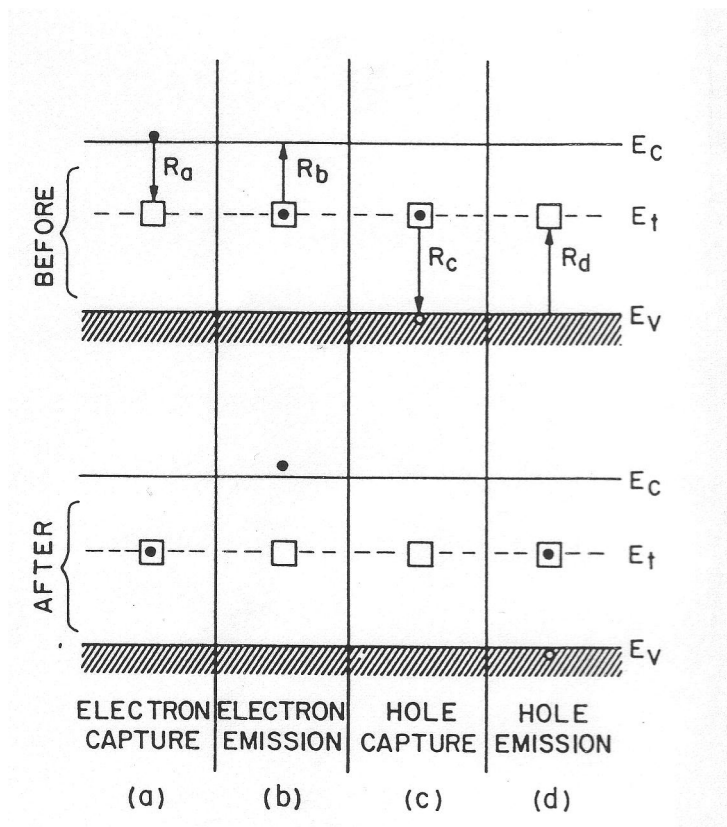 Ra
Rb
Rc
Rd
BEFORE
Ec
Et
Ev
AFTER
Ec
Et
Ev
ELECTRON CAPTURE
ELECTRON EMISSION
HOLE CAPTURE
HOLE EMISSION
(a)
(b)
(c)
(d)